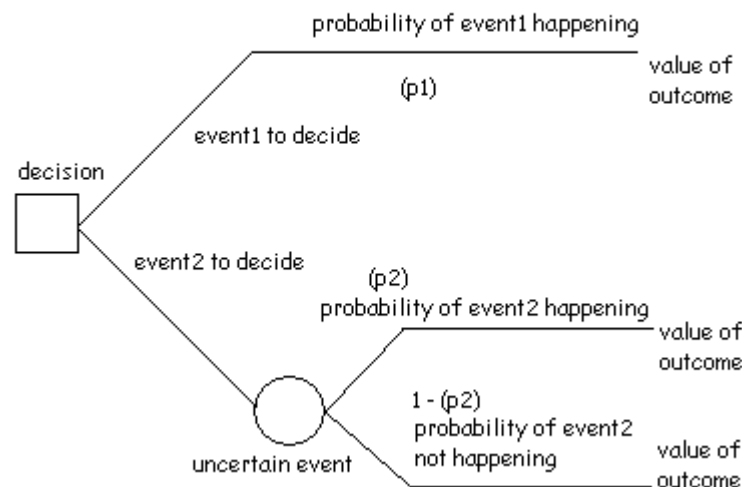 probability of event1 happening
value of
outcome
(p1)
event1 to decide
decision
event2 to decide
(p2)
probability of event2 happening
value of
outcome
1 - (p2)
probability of event2
not happening
uncertain event
value of
outcome